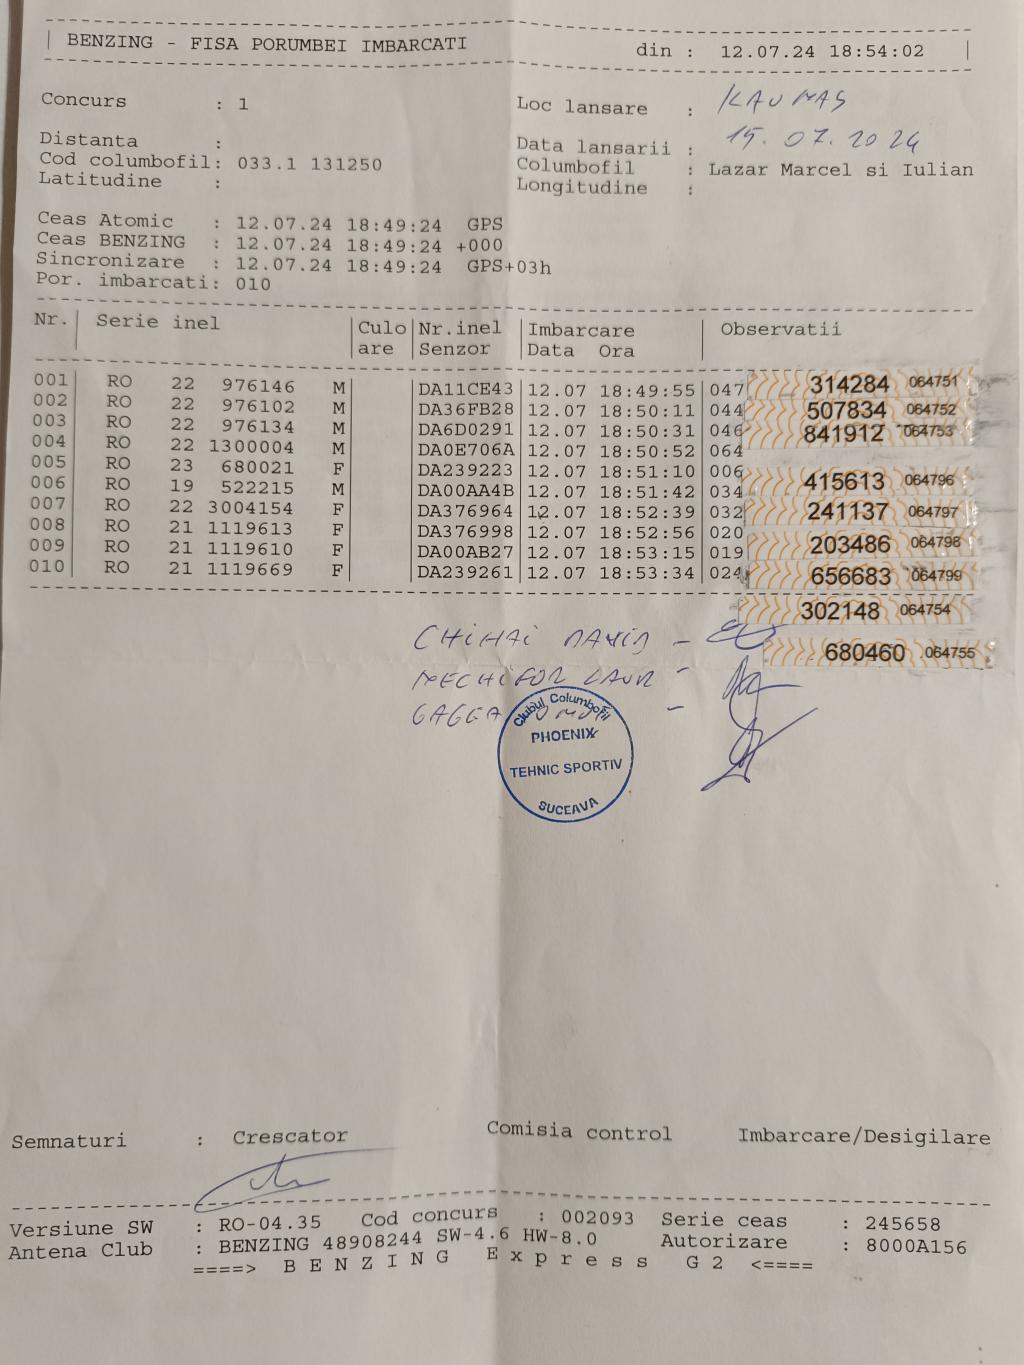 BENZING - FISA PORUMBEI IMBARCATI din : 12.07.24 18:54:02
Concurs : 1 Loc lansare : KAUNAS
Distanta : Data lansarii : 15.07.2024
Cod columbofil: 033.1 131250 Columbofil : Lazar Marcel si Iulian
Latitudine : Longitudine :
Ceas Atomic : 12.07.24 18:49:24 GPS
Ceas BENZING : 12.07.24 18:49:24 +000
Sincronizare : 12.07.24 18:49:24 GPS+03h
Por. imbarcati: 010
Nr. Serie inel Culo Nr.inel Imbarcare Observatii
are Senzor Data Ora
001 RO 22 976146 M DA11CE43 12.07 18:49:55 047 314284 064751
002 RO 22 976102 M DA36FB28 12.07 18:50:11 044 507834 064752
003 RO 22 976134 M DA6D0291 12.07 18:50:31 046 841912 064753
004 RO 22 1300004 M DA0E706A 12.07 18:50:52 064
005 RO 23 680021 F DA239223 12.07 18:51:10 006 415613 064796
006 RO 19 522215 M DA00AA4B 12.07 18:51:42 034
007 RO 22 3004154 F DA376964 12.07 18:52:39 032 241137 064797
008 RO 21 1119613 F DA376998 12.07 18:52:56 020 203486 064798
009 RO 21 1119610 F DA00AB27 12.07 18:53:15 019
010 RO 21 1119669 F DA239261 12.07 18:53:34 024 656683 064799
302148 064754
CHIHAI DAVID - 680460 064755
NECHIFOR LAUR -
GAGEA -
Clubul Columbofil
PHOENIX
TEHNIC SPORTIV
SUCEAVA
Semnaturi : Crescator Comisia control Imbarcare/Desigilare
Versiune SW : RO-04.35 Cod concurs : 002093 Serie ceas : 245658
Antena Club : BENZING 48908244 SW-4.6 HW-8.0 Autorizare : 8000A156
====> B E N Z I N G E x p r e s s G 2 <====